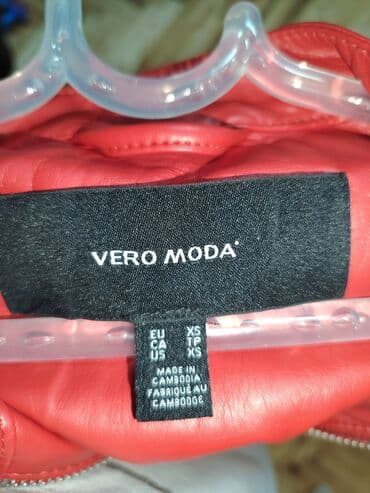 VERO MODA
EU XS
CA TP
US XS
MADE IN
CAMBODIA
FABRIQUÉ AU
CAMBODGE